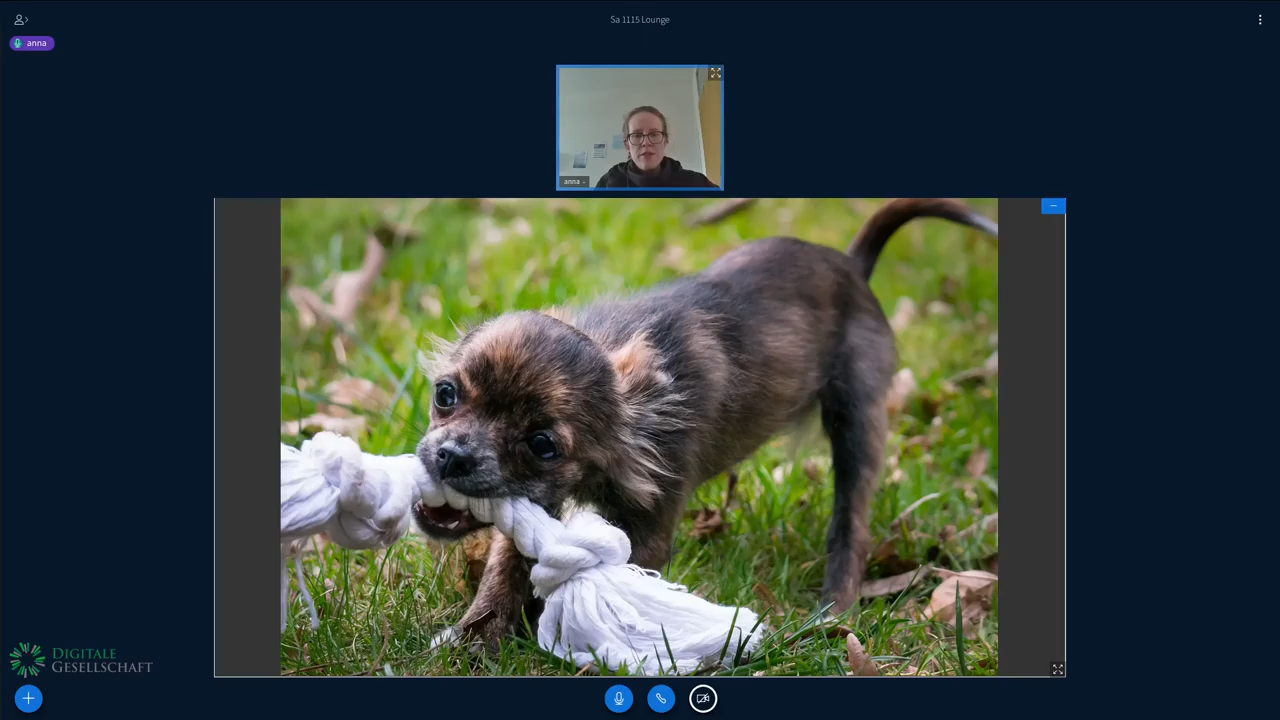 Sa 1115 Lounge
anna
anna
DIGITALE
GESELLSCHAFT